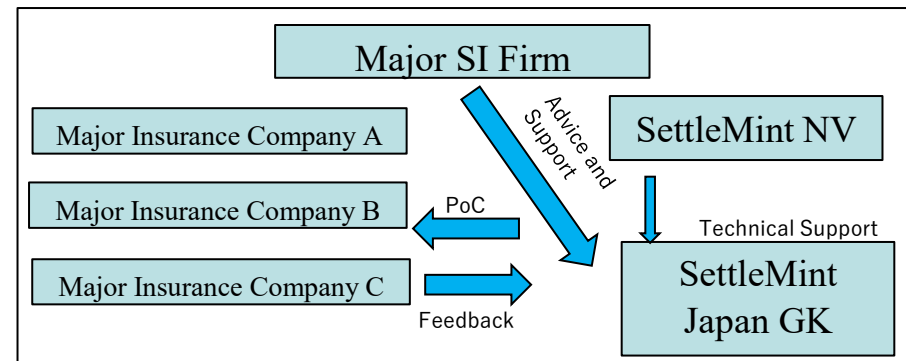 Major SI Firm
Major Insurance Company A
Advice and
Support
SettleMint NV
Major Insurance Company B
PoC
Technical Support
Major Insurance Company C
Feedback
SettleMint
Japan GK